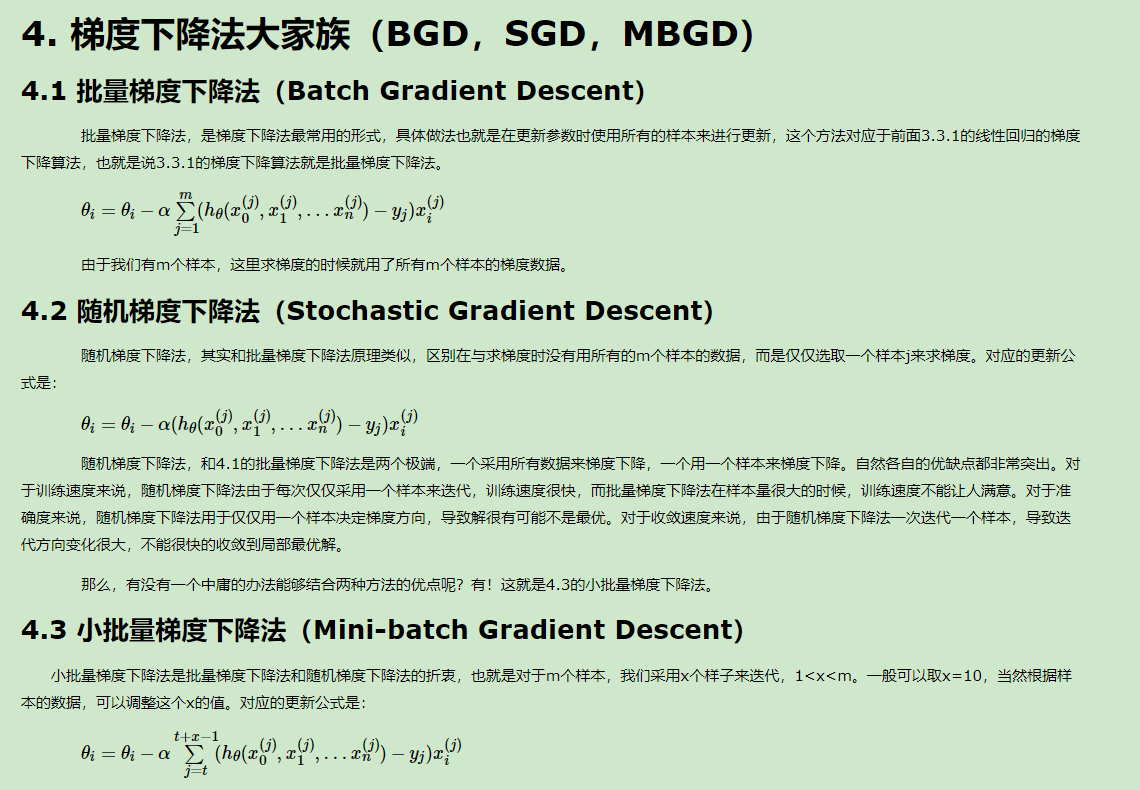 4. 梯度下降法大家族（BGD，SGD，MBGD）
4.1 批量梯度下降法（Batch Gradient Descent）
批量梯度下降法，是梯度下降法最常用的形式，具体做法也就是在更新参数时使用所有的样本来进行更新，这个方法对应于前面3.3.1的线性回归的梯度
下降算法，也就是说3.3.1的梯度下降算法就是批量梯度下降法。
θ_i = θ_i − α ∑_{j=1}^{m} (h_θ(x_0^{(j)}, x_1^{(j)}, … x_n^{(j)}) − y_j) x_i^{(j)}
由于我们有m个样本，这里求梯度的时候就用了所有m个样本的梯度数据。
4.2 随机梯度下降法（Stochastic Gradient Descent）
随机梯度下降法，其实和批量梯度下降法原理类似，区别在与求梯度时没有用所有的m个样本的数据，而是仅仅选取一个样本j来求梯度。对应的更新公
式是：
θ_i = θ_i − α (h_θ(x_0^{(j)}, x_1^{(j)}, … x_n^{(j)}) − y_j) x_i^{(j)}
随机梯度下降法，和4.1的批量梯度下降法是两个极端，一个采用所有数据来梯度下降，一个用一个样本来梯度下降。自然各自的优缺点都非常突出。对
于训练速度来说，随机梯度下降法由于每次仅仅采用一个样本来迭代，训练速度很快，而批量梯度下降法在样本量很大的时候，训练速度不能让人满意。对于准
确度来说，随机梯度下降法用于仅仅用一个样本决定梯度方向，导致解很有可能不是最优。对于收敛速度来说，由于随机梯度下降法一次迭代一个样本，导致迭
代方向变化很大，不能很快的收敛到局部最优解。
那么，有没有一个中庸的办法能够结合两种方法的优点呢？有！这就是4.3的小批量梯度下降法。
4.3 小批量梯度下降法（Mini-batch Gradient Descent）
小批量梯度下降法是批量梯度下降法和随机梯度下降法的折衷，也就是对于m个样本，我们采用x个样子来迭代，1<x<m。一般可以取x=10，当然根据样
本的数据，可以调整这个x的值。对应的更新公式是：
θ_i = θ_i − α ∑_{j=t}^{t+x−1} (h_θ(x_0^{(j)}, x_1^{(j)}, … x_n^{(j)}) − y_j) x_i^{(j)}